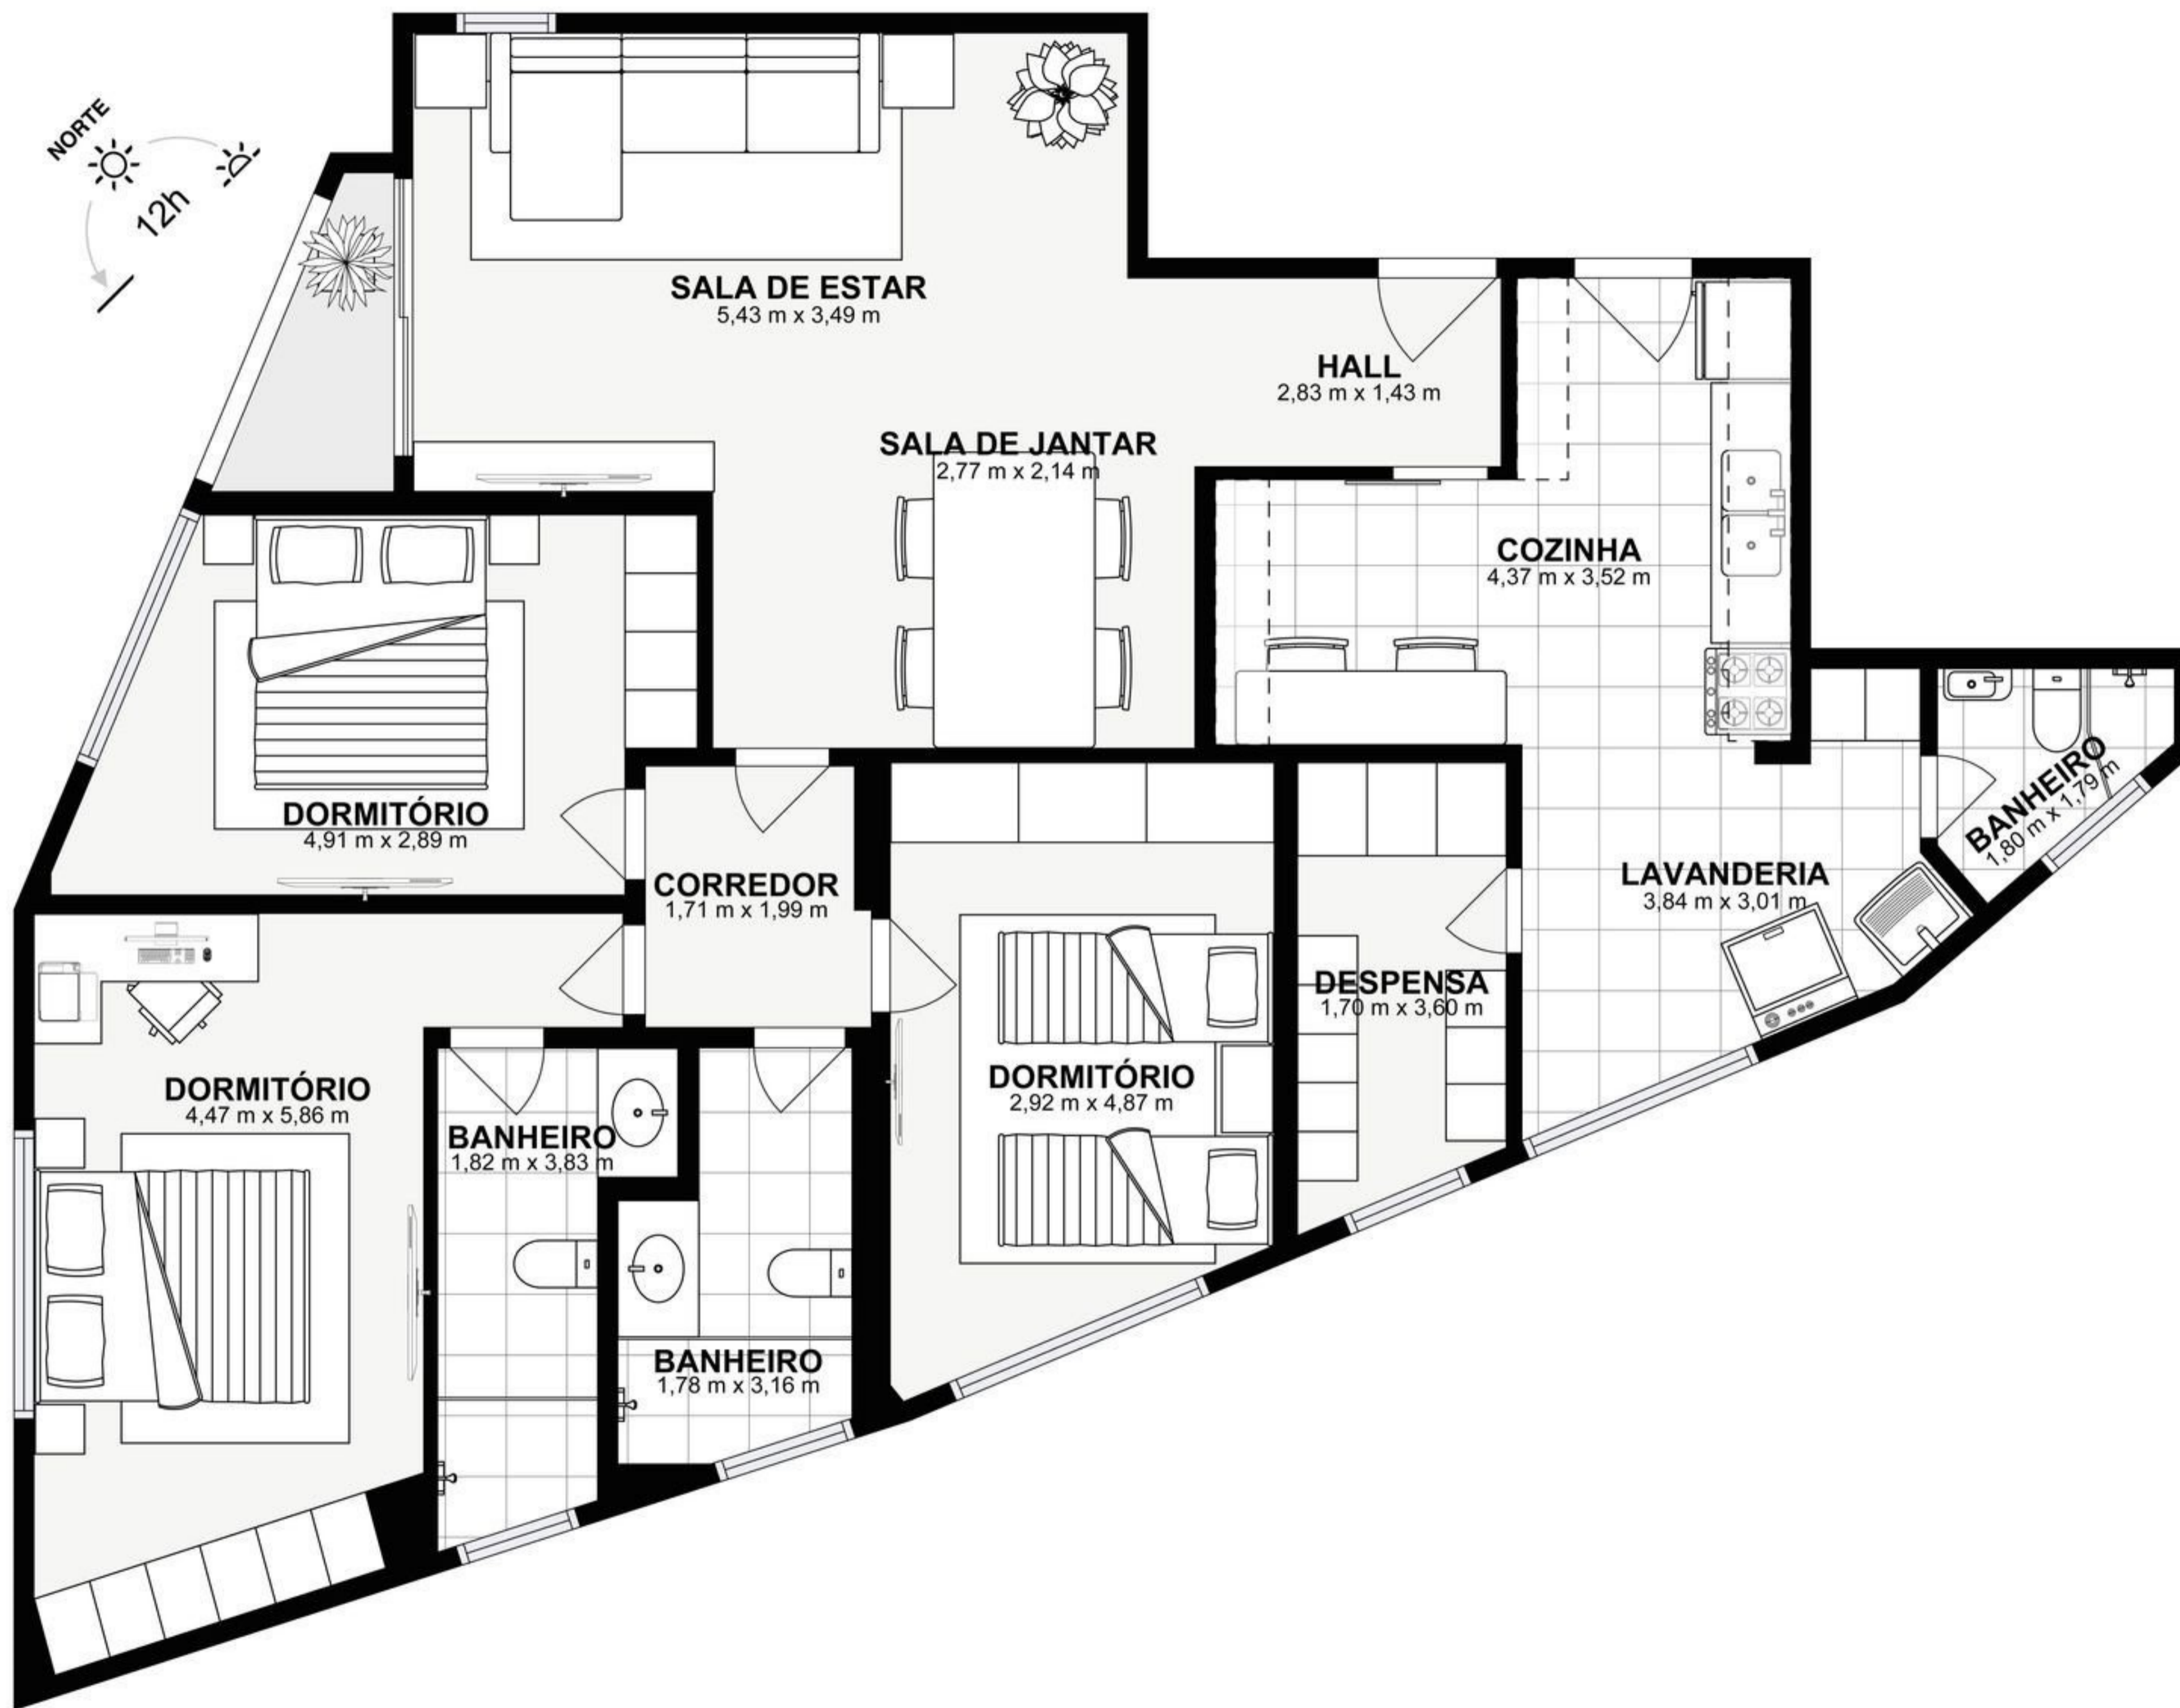 NORTE
12h
SALA DE ESTAR
5,43 m x 3,49 m
HALL
2,83 m x 1,43 m
SALA DE JANTAR
2,77 m x 2,14 m
COZINHA
4,37 m x 3,52 m
DORMITÓRIO
4,91 m x 2,89 m
BANHEIRO
1,80 m x 1,79 m
CORREDOR
1,71 m x 1,99 m
LAVANDERIA
3,84 m x 3,01 m
DESPENSA
1,70 m x 3,60 m
DORMITÓRIO
4,47 m x 5,86 m
DORMITÓRIO
2,92 m x 4,87 m
BANHEIRO
1,82 m x 3,83 m
BANHEIRO
1,78 m x 3,16 m